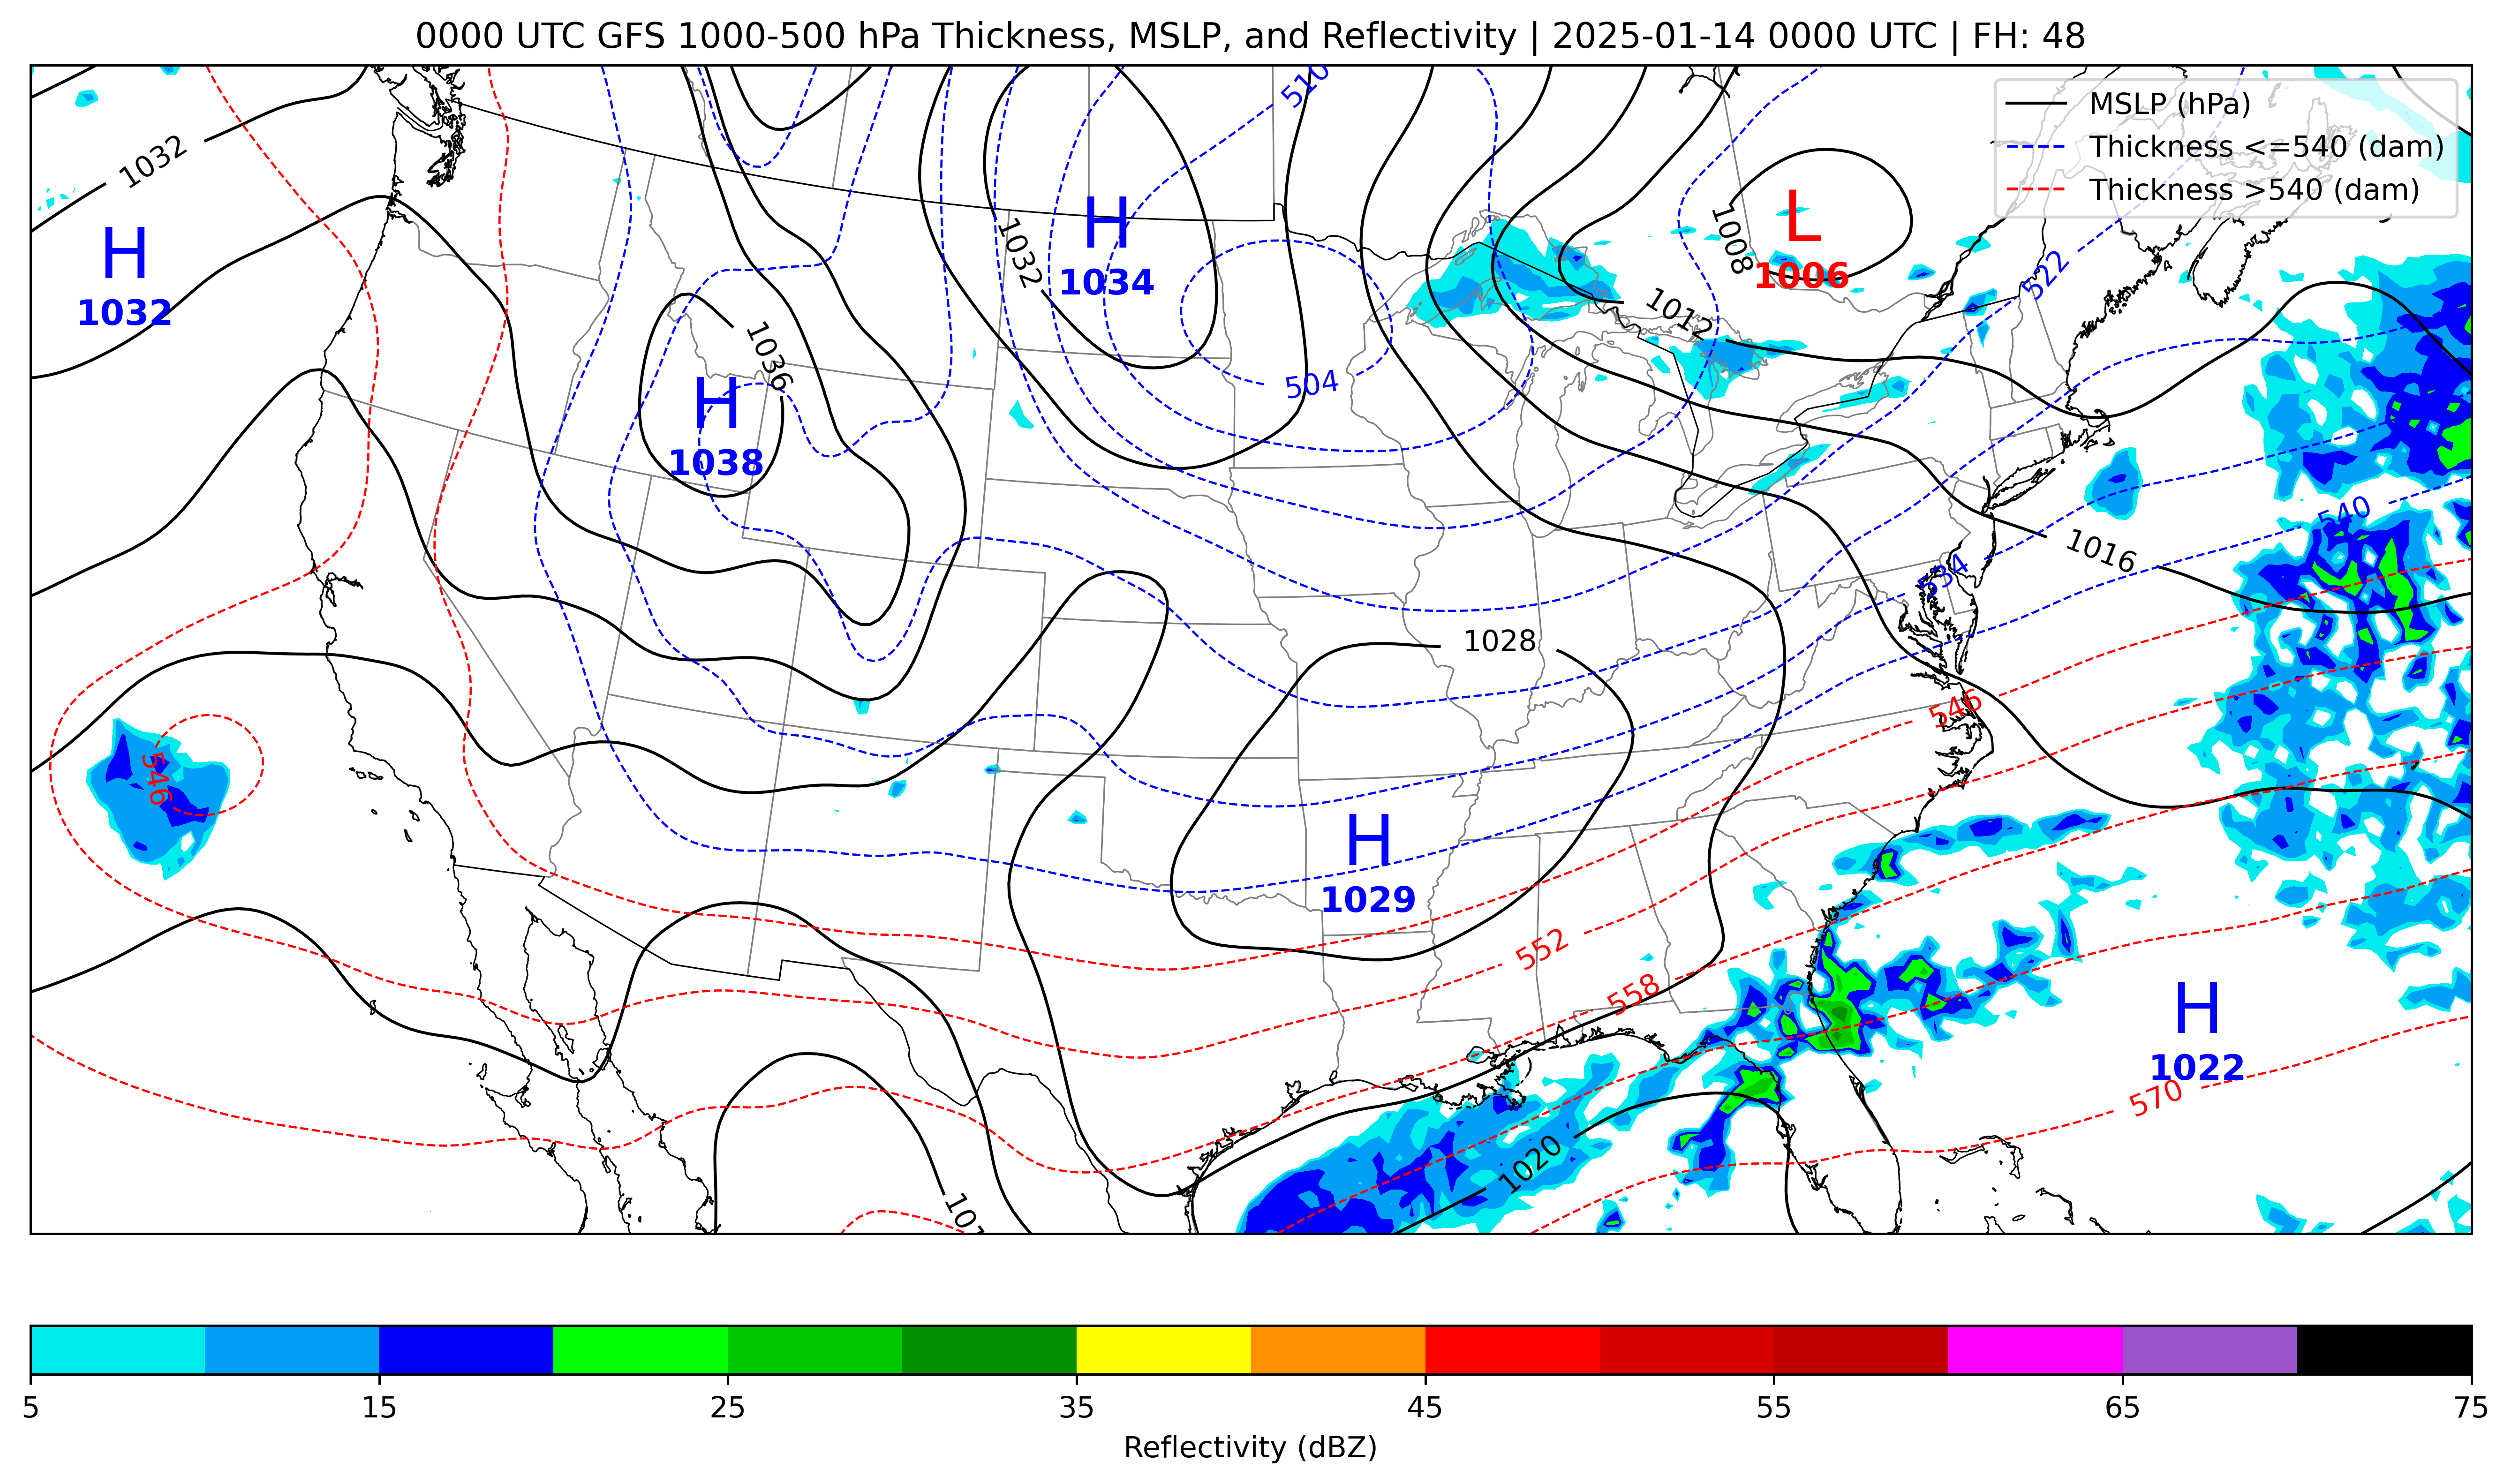 0000 UTC GFS 1000-500 hPa Thickness, MSLP, and Reflectivity | 2025-01-14 0000 UTC | FH: 48
MSLP (hPa)
Thickness <=540 (dam)
Thickness >540 (dam)
510
1032
H
1032
H
1034
1032
L
1006
1008
522
1012
1036
H
1038
504
540
1016
534
1028
546
546
H
1029
552
558
H
1022
570
1020
5 15 25 35 45 55 65 75
Reflectivity (dBZ)